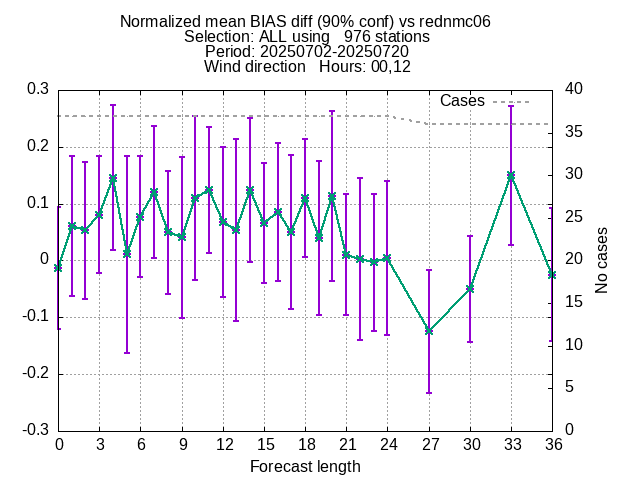 Normalized mean BIAS diff (90% conf) vs rednmc06
Selection: ALL using   976 stations
Period: 20250702-20250720
Wind direction   Hours: 00,12
0.3
0.2
0.1
0
-0.1
-0.2
-0.3
Cases
40
35
30
25
20
15
10
5
0
No cases
0 3 6 9 12 15 18 21 24 27 30 33 36
Forecast length